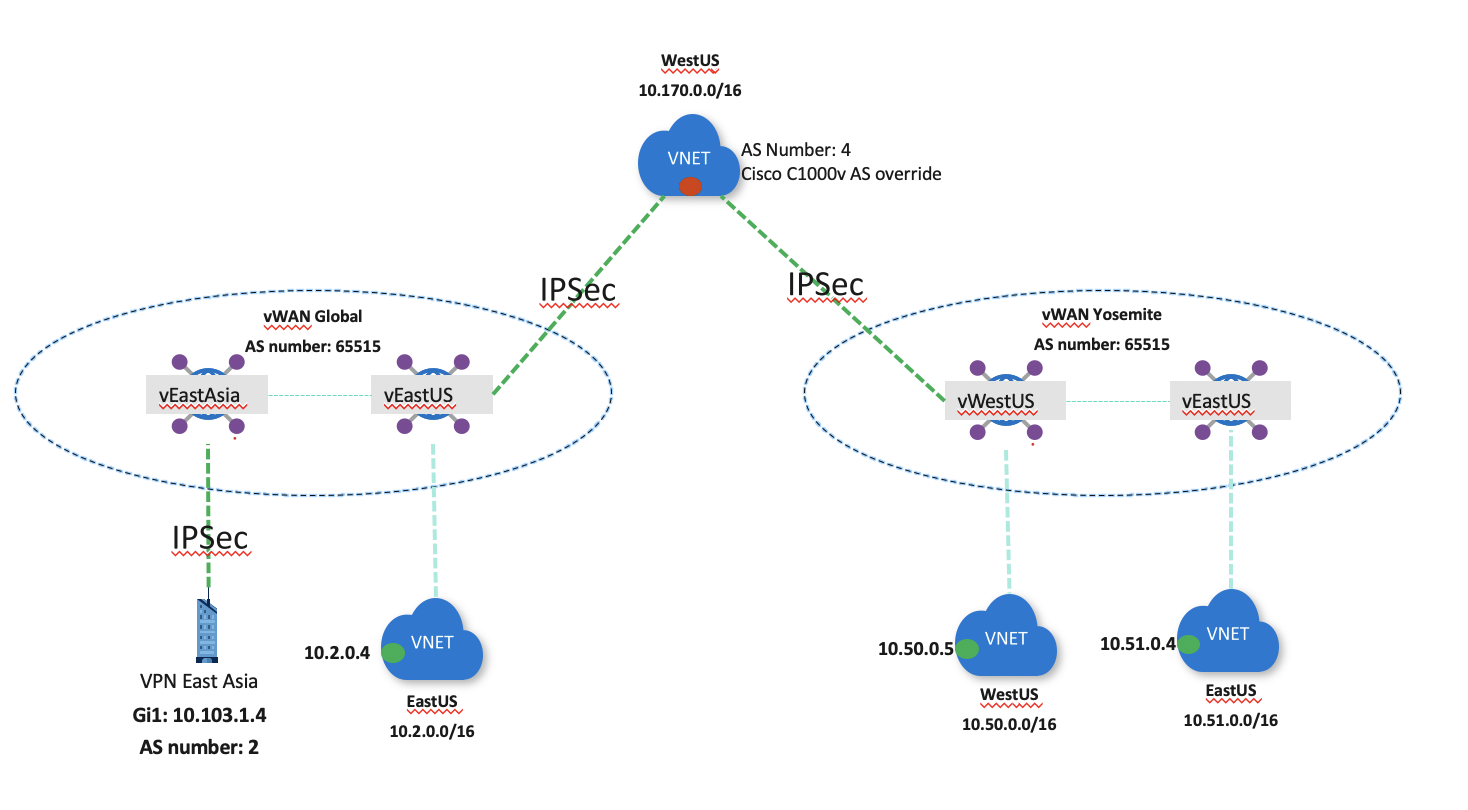 WestUS
10.170.0.0/16
VNET
AS Number: 4
Cisco C1000v AS override
IPSec
IPSec
vWAN Global
AS number: 65515
vEastAsia
vEastUS
vWAN Yosemite
AS number: 65515
vWestUS
vEastUS
IPSec
VPN East Asia
Gi1: 10.103.1.4
AS number: 2
10.2.0.4
VNET
EastUS
10.2.0.0/16
10.50.0.5
VNET
WestUS
10.50.0.0/16
10.51.0.4
VNET
EastUS
10.51.0.0/16